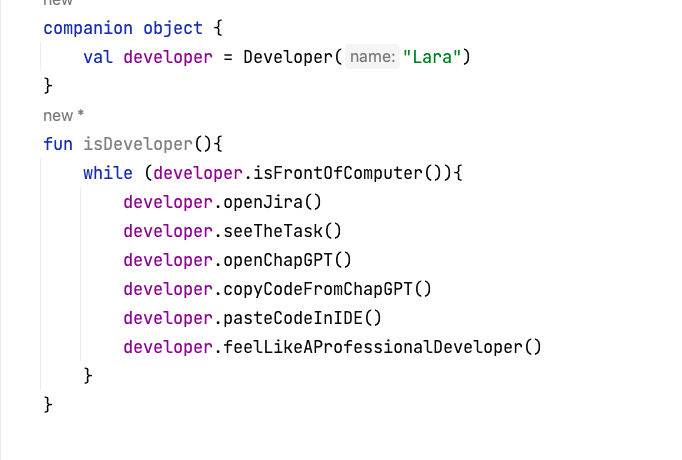 new
companion object {
    val developer = Developer( name: "Lara")
}
new *
fun isDeveloper(){
    while (developer.isFrontOfComputer()){
        developer.openJira()
        developer.seeTheTask()
        developer.openChapGPT()
        developer.copyCodeFromChapGPT()
        developer.pasteCodeInIDE()
        developer.feelLikeAProfessionalDeveloper()
    }
}